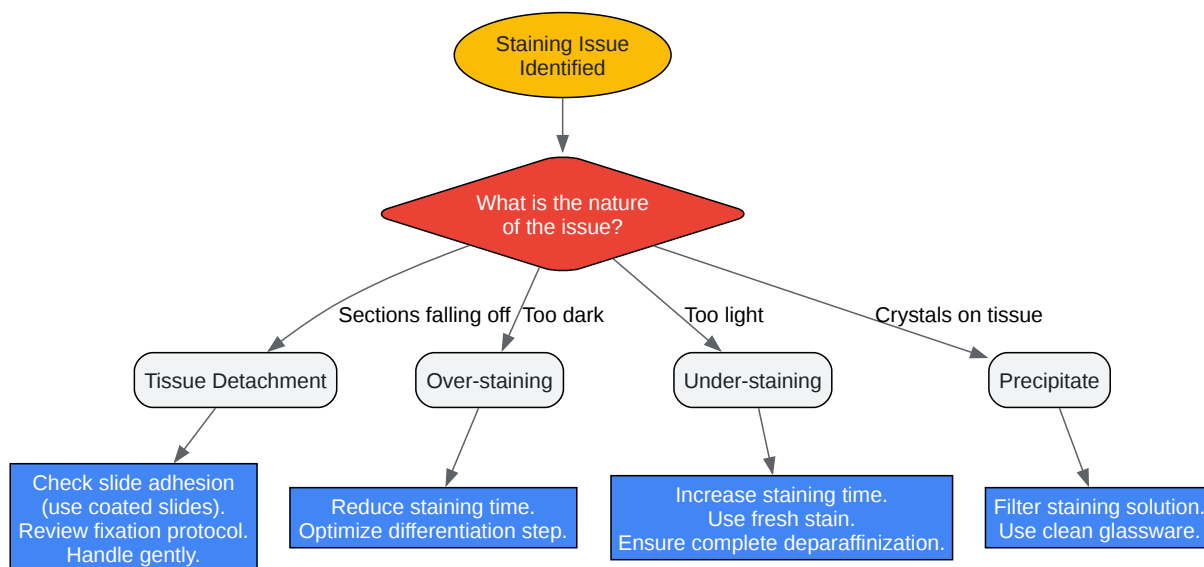 Staining Issue
Identified
What is the nature
of the issue?
Sections falling off
Too dark
Too light
Crystals on tissue
Tissue Detachment
Over-staining
Under-staining
Precipitate
Check slide adhesion
(use coated slides).
Review fixation protocol.
Handle gently.
Reduce staining time.
Optimize differentiation step.
Increase staining time.
Use fresh stain.
Ensure complete deparaffinization.
Filter staining solution.
Use clean glassware.